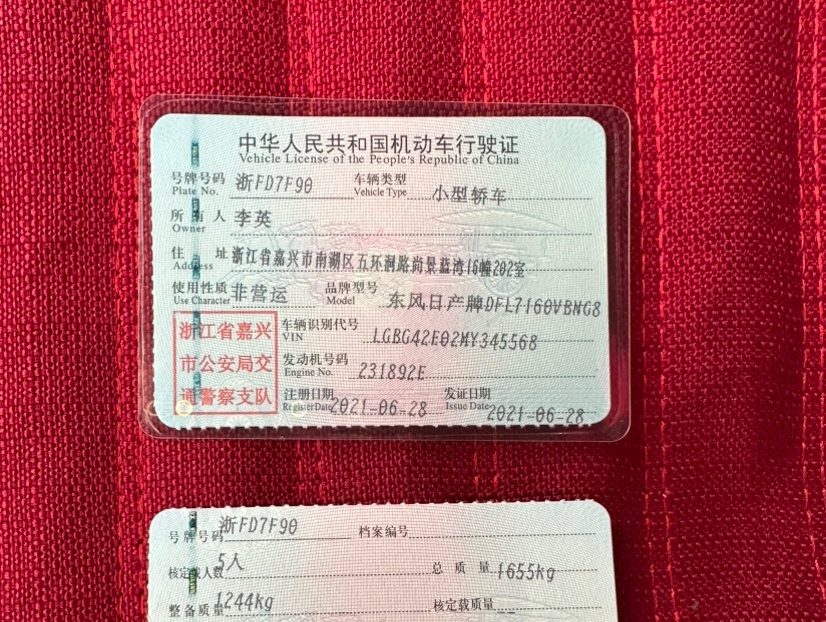 中华人民共和国机动车行驶证
Vehicle License of the People's Republic of China
号牌号码 浙FD7F90 车辆类型 小型轿车
Plate No. Vehicle Type
所有人 李英
Owner
住址 浙江省嘉兴市南湖区五环洞路尚景蓝湾16幢202室
Address
使用性质 非营运 品牌型号 东风日产牌DFL7160VBNG8
Use Character Model
浙江省嘉兴
市公安局交
通警察支队
车辆识别代号 LGBG42E02MY345568
VIN
发动机号码 231892E
Engine No.
注册日期 2021-06-28 发证日期 2021-06-28
Register Date Issue Date
号牌号码 浙FD7F90 档案编号
核定载人数 5人 总质量 1655kg
整备质量 1244kg 核定载质量